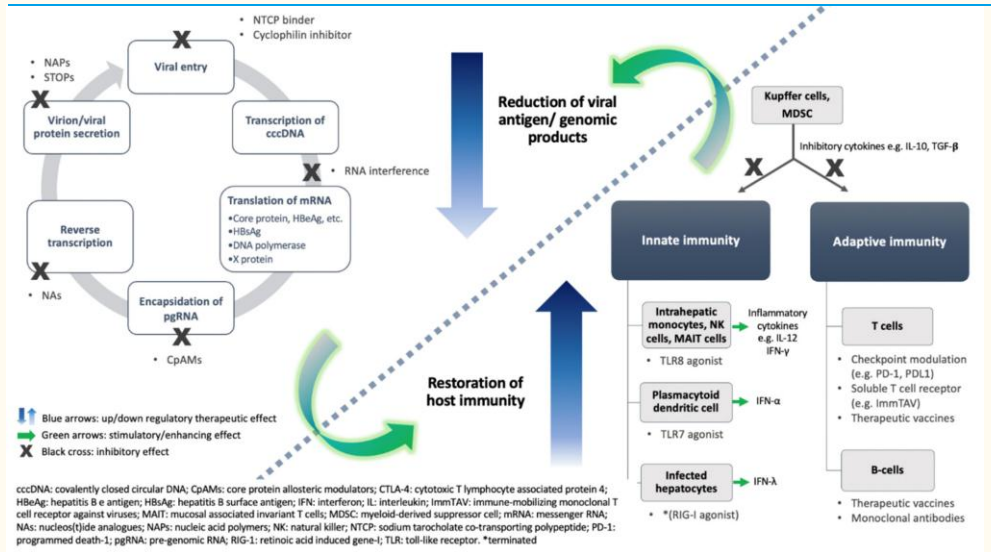 • NTCP binder
• Cyclophilin inhibitor
Viral entry
• NAPs
• STOPs
Virion/viral
protein secretion
Transcription of
cccDNA
• RNA interference
Translation of mRNA
•Core protein, HBeAg, etc.
•HBsAg
•DNA polymerase
•X protein
Reverse
transcription
• NAs
Encapsidation of
pgRNA
• CpAMs
Reduction of viral
antigen/ genomic
products
Restoration of
host immunity
Kupffer cells,
MDSC
Inhibitory cytokines e.g. IL-10, TGF-β
Innate immunity
Adaptive immunity
Intrahepatic
monocytes, NK
cells, MAIT cells
Inflammatory
cytokines
e.g. IL-12
IFN-γ
• TLR8 agonist
Plasmacytoid
dendritic cell
IFN-α
• TLR7 agonist
Infected
hepatocytes
IFN-λ
• *(RIG-I agonist)
T cells
• Checkpoint modulation
(e.g. PD-1, PDL1)
• Soluble T cell receptor
(e.g. ImmTAV)
• Therapeutic vaccines
B-cells
• Therapeutic vaccines
• Monoclonal antibodies
Blue arrows: up/down regulatory therapeutic effect
Green arrows: stimulatory/enhancing effect
X Black cross: inhibitory effect
cccDNA: covalently closed circular DNA; CpAMs: core protein allosteric modulators; CTLA-4: cytotoxic T lymphocyte associated protein 4;
HBeAg: hepatitis B e antigen; HBsAg: hepatitis B surface antigen; IFN: interferon; IL: interleukin; ImmTAV: immune-mobilizing monoclonal T
cell receptor against viruses; MAIT: mucosal associated invariant T cells; MDSC: myeloid-derived suppressor cell; mRNA: messenger RNA;
NAs: nucleos(t)ide analogues; NAPs: nucleic acid polymers; NK: natural killer; NTCP: sodium tarocholate co-transporting polypeptide; PD-1:
programmed death-1; pgRNA: pre-genomic RNA; RIG-1: retinoic acid induced gene-I; TLR: toll-like receptor. *terminated